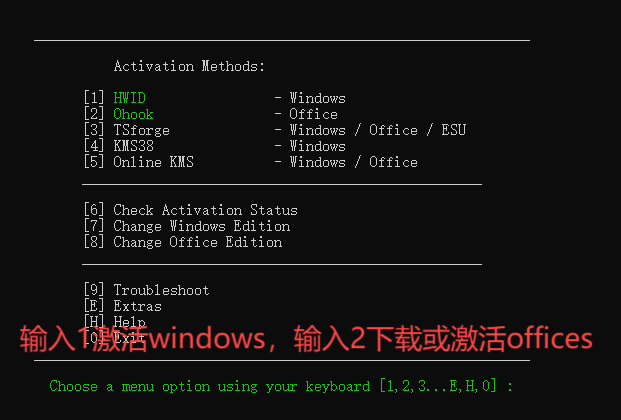 Activation Methods:
[1] HWID - Windows
[2] Ohook - Office
[3] TSforge - Windows / Office / ESU
[4] KMS38 - Windows
[5] Online KMS - Windows / Office
[6] Check Activation Status
[7] Change Windows Edition
[8] Change Office Edition
[9] Troubleshoot
[E] Extras
[H] Help
输入1激活windows，输入2下载或激活offices
[0] Exit
Choose a menu option using your keyboard [1,2,3...E,H,0] :